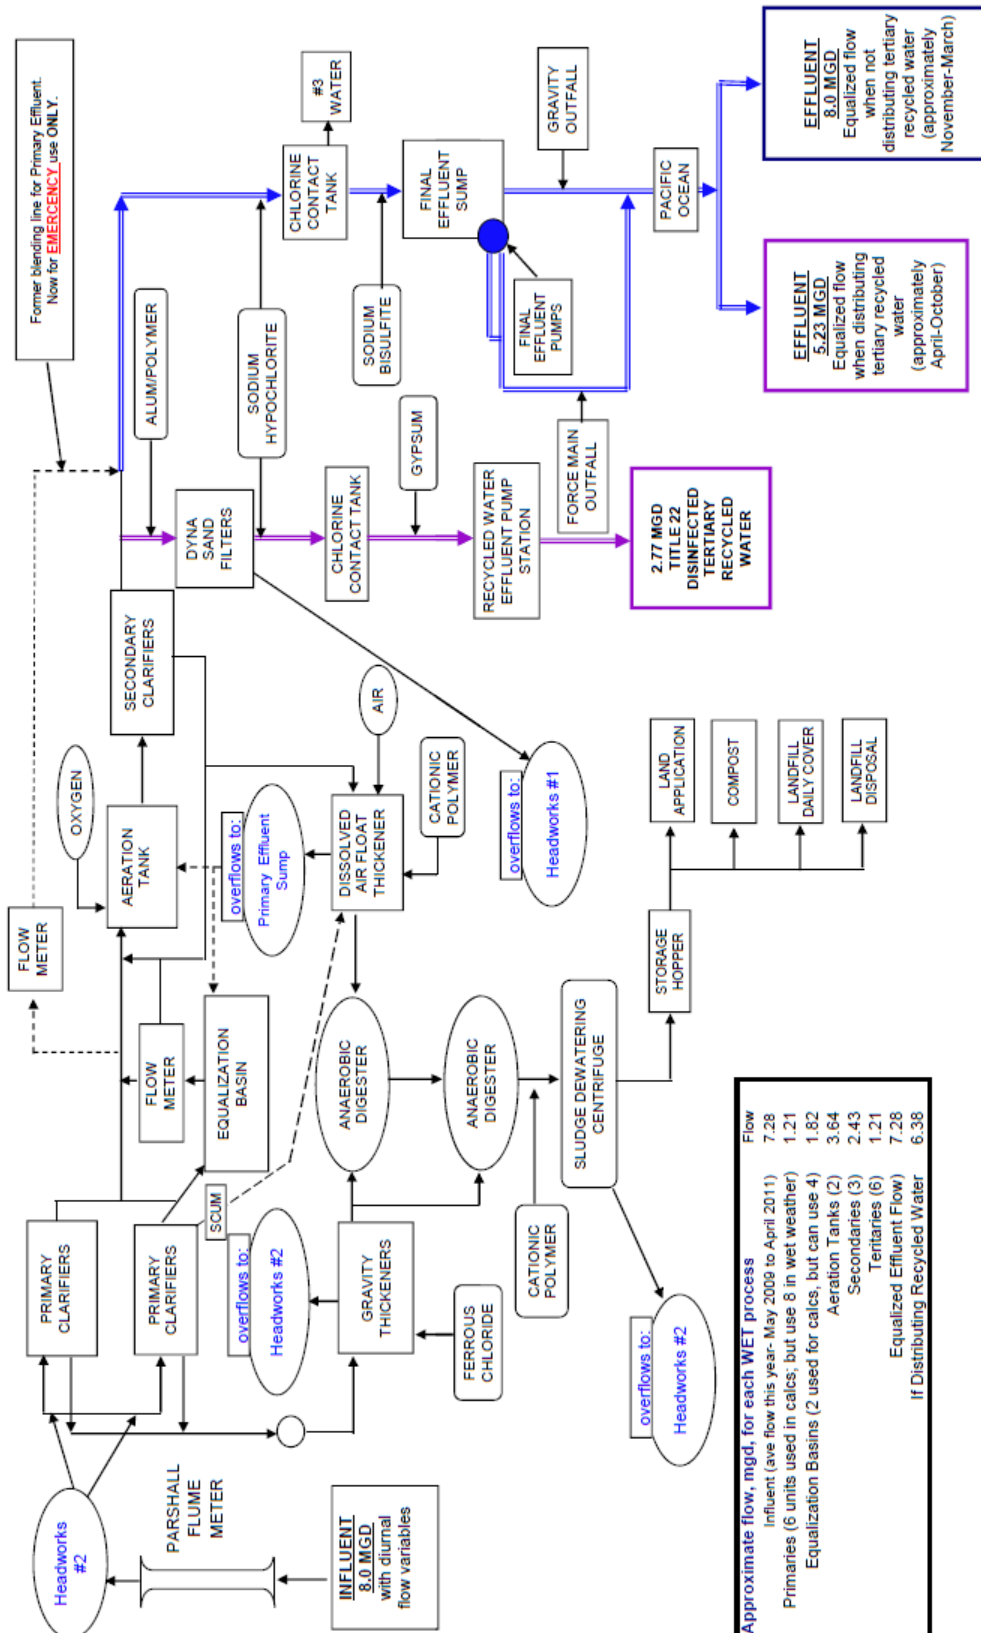 Headworks
#2
PARSHALL
FLUME
METER
INFLUENT
8.0 MGD
with diurnal
flow variables
PRIMARY
CLARIFIERS
PRIMARY
CLARIFIERS
SCUM
FLOW
METER
EQUALIZATION
BASIN
FLOW
METER
OXYGEN
AERATION
TANK
SECONDARY
CLARIFIERS
overflows to:
Primary Effluent
Sump
overflows to:
Headworks #2
GRAVITY
THICKENERS
FERROUS
CHLORIDE
ANAEROBIC
DIGESTER
ANAEROBIC
DIGESTER
DISSOLVED
AIR FLOAT
THICKENER
AIR
CATIONIC
POLYMER
overflows to:
Headworks #1
CATIONIC
POLYMER
SLUDGE DEWATERING
CENTRIFUGE
overflows to:
Headworks #2
STORAGE
HOPPER
LAND
APPLICATION
COMPOST
LANDFILL
DAILY COVER
LANDFILL
DISPOSAL
Former blending line for Primary Effluent.
Now for EMERCENCY use ONLY.
ALUM/POLYMER
DYNA
SAND
FILTERS
SODIUM
HYPOCHLORITE
CHLORINE
CONTACT TANK
GYPSUM
RECYCLED WATER
EFFLUENT PUMP
STATION
2.77 MGD
TITLE 22
DISINFECTED
TERTIARY
RECYCLED
WATER
CHLORINE
CONTACT
TANK
#3
WATER
SODIUM
BISULFITE
FINAL
EFFLUENT
SUMP
FINAL
EFFLUENT
PUMPS
FORCE MAIN
OUTFALL
GRAVITY
OUTFALL
PACIFIC
OCEAN
EFFLUENT
5.23 MGD
Equalized flow
when distributing
tertiary recycled
water
(approximately
April-October)
EFFLUENT
8.0 MGD
Equalized flow
when not
distributing tertiary
recycled water
(approximately
November-March)
Approximate flow, mgd, for each WET process Flow
Influent (ave flow this year- May 2009 to April 2011) 7.28
Primaries (6 units used in calcs; but use 8 in wet weather) 1.21
Equalization Basins (2 used for calcs, but can use 4) 1.82
Aeration Tanks (2) 3.64
Secondaries (3) 2.43
Teritaries (6) 1.21
Equalized Effluent Flow) 7.28
If Distributing Recycled Water 6.38